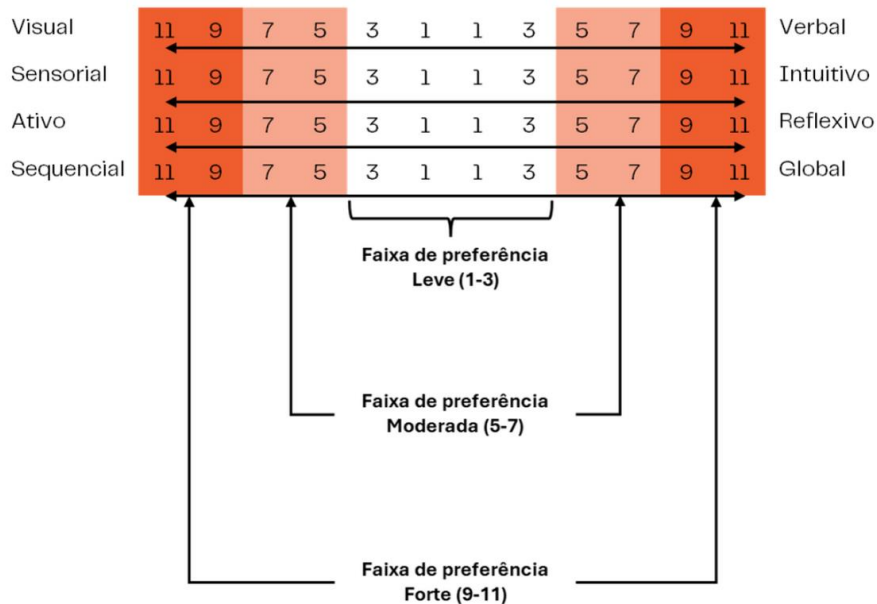 Visual 11 9 7 5 3 1 1 3 5 7 9 11 Verbal
Sensorial 11 9 7 5 3 1 1 3 5 7 9 11 Intuitivo
Ativo 11 9 7 5 3 1 1 3 5 7 9 11 Reflexivo
Sequencial 11 9 7 5 3 1 1 3 5 7 9 11 Global
Faixa de preferência
Leve (1-3)
Faixa de preferência
Moderada (5-7)
Faixa de preferência
Forte (9-11)